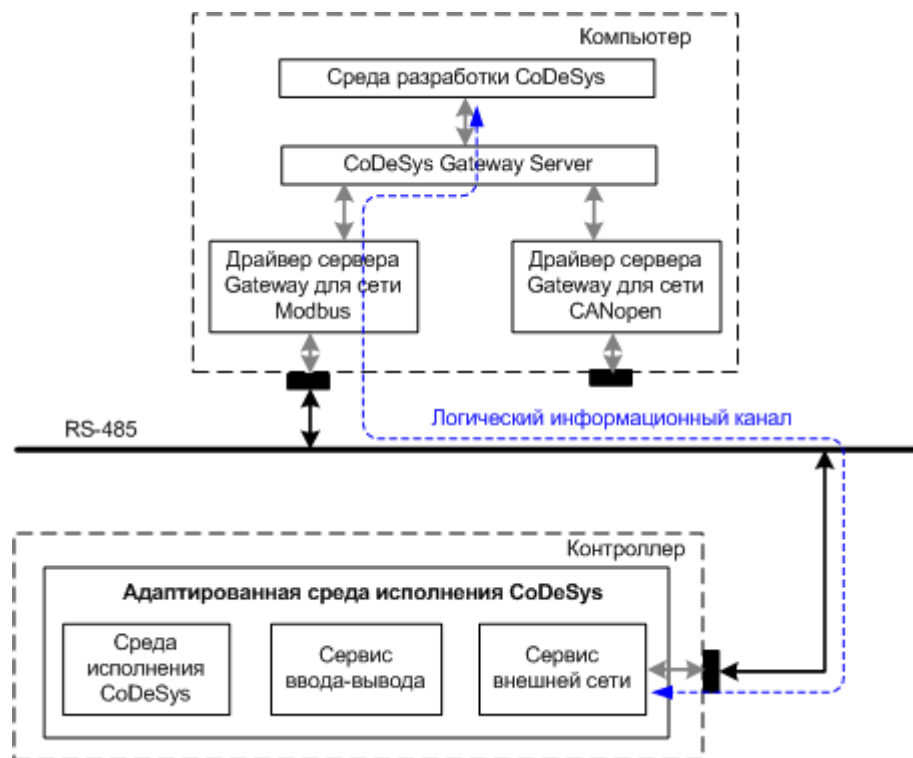 Компьютер
Среда разработки CoDeSys
CoDeSys Gateway Server
Драйвер сервера
Gateway для сети
Modbus
Драйвер сервера
Gateway для сети
CANopen
Логический информационный канал
RS-485
Контроллер
Адаптированная среда исполнения CoDeSys
Среда
исполнения
CoDeSys
Сервис
ввода-вывода
Сервис
внешней сети